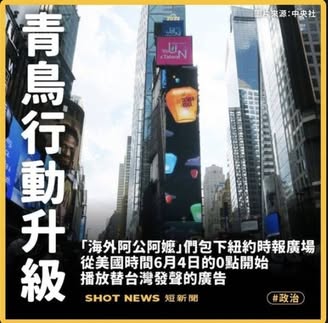 圖片來源:中央社
青鳥行動升級
「海外阿公阿嬤」們包下紐約時報廣場
從美國時間6月4日的0點開始
播放替台灣發聲的廣告
SHOT NEWS 短新聞
#政治